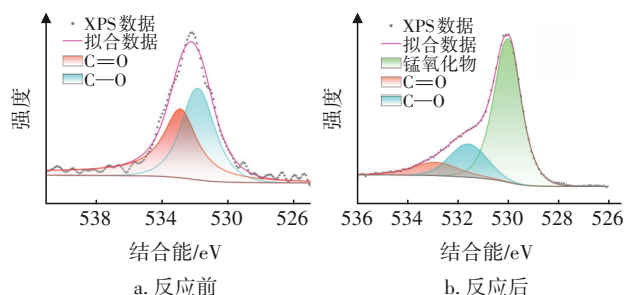 XPS数据
拟合数据
C=O
C—O
强度
538
534
530
526
结合能/eV
a. 反应前
XPS数据
拟合数据
锰氧化物
C=O
C—O
强度
536
534
532
530
528
526
结合能/eV
b. 反应后